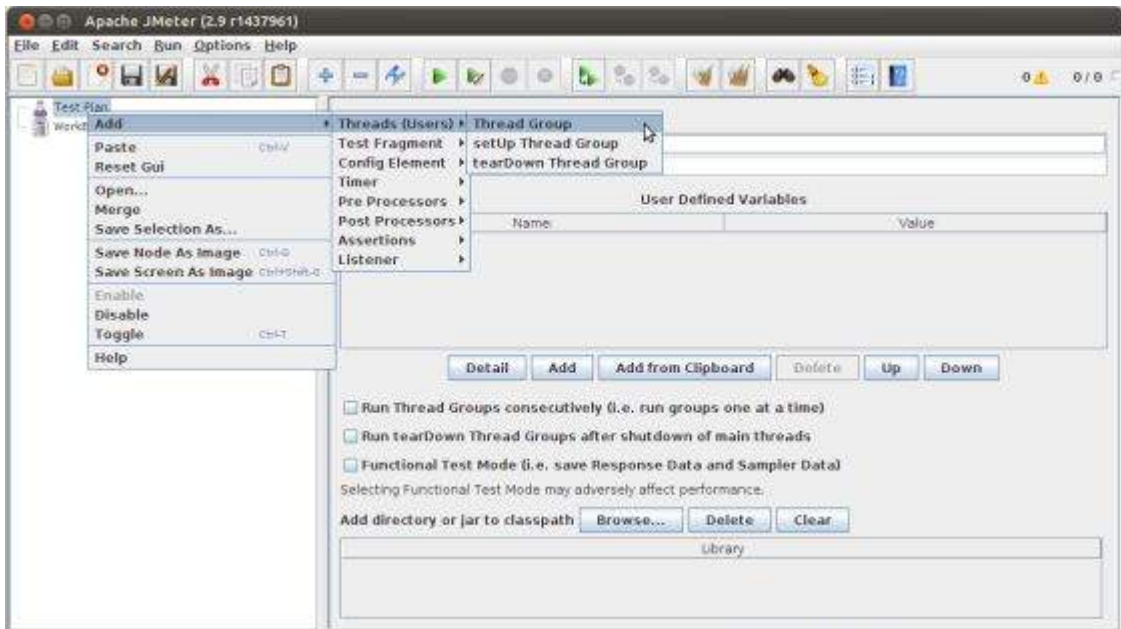 Apache JMeter (2.9 r1437961)
File Edit Search Run Options Help
0 0 / 0
Test Plan
Add
Paste Ctrl-V
Reset Gui
Open...
Merge
Save Selection As...
Save Node As Image Ctrl-G
Save Screen As Image Ctrl+Shift-G
Enable
Disable
Toggle Ctrl-T
Help
Threads (Users)
Test Fragment
Config Element
Timer
Pre Processors
Post Processors
Assertions
Listener
Thread Group
setUp Thread Group
tearDown Thread Group
User Defined Variables
Name: Value
Detail Add Add from Clipboard Delete Up Down
Run Thread Groups consecutively (i.e. run groups one at a time)
Run tearDown Thread Groups after shutdown of main threads
Functional Test Mode (i.e. save Response Data and Sampler Data)
Selecting Functional Test Mode may adversely affect performance.
Add directory or jar to classpath Browse... Delete Clear
Library